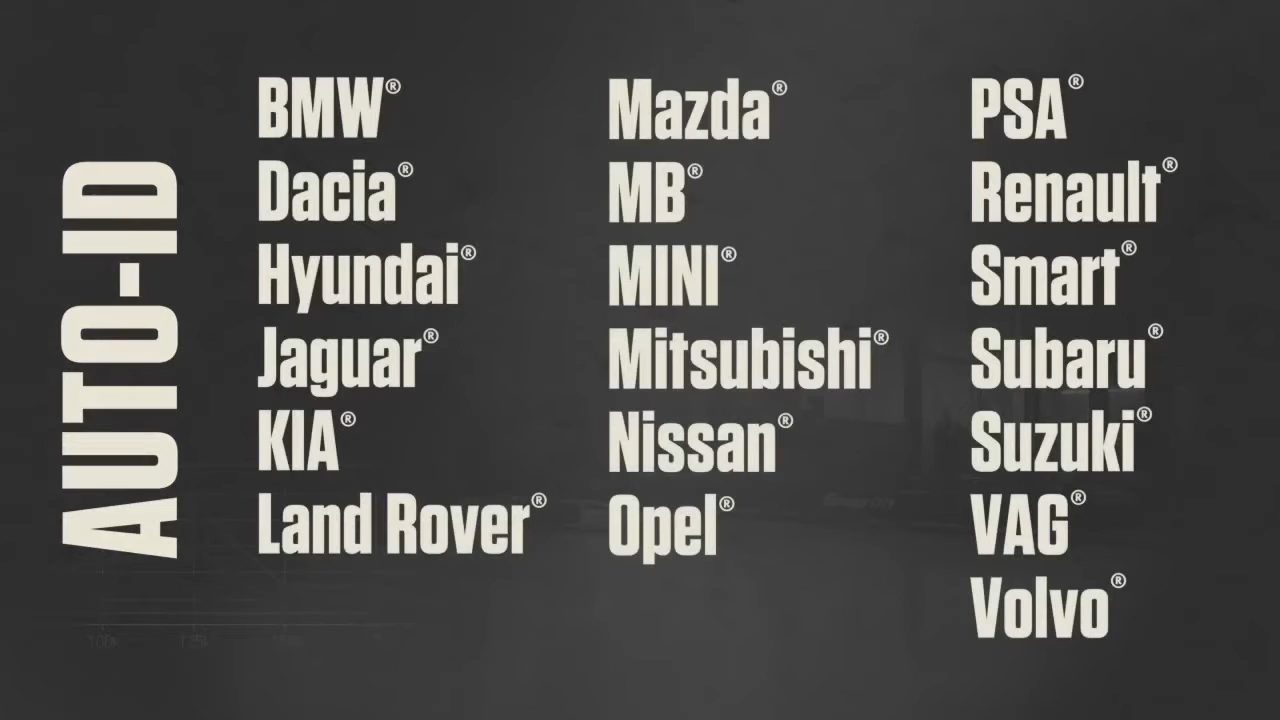 AUTO-ID
BMW®
Dacia®
Hyundai®
Jaguar®
KIA®
Land Rover®
Mazda®
MB®
MINI®
Mitsubishi®
Nissan®
Opel®
PSA®
Renault®
Smart®
Subaru®
Suzuki®
VAG®
Volvo®